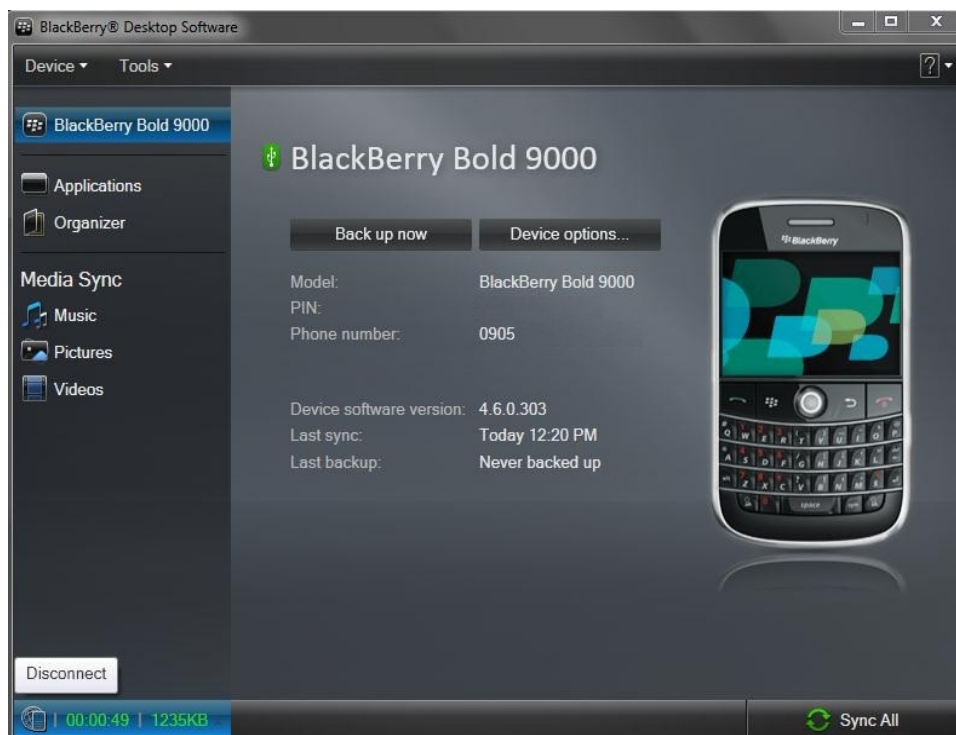 BlackBerry® Desktop Software
Device Tools ?
BlackBerry Bold 9000
Applications
Organizer
Media Sync
Music
Pictures
Videos
BlackBerry Bold 9000
Back up now Device options...
Model: BlackBerry Bold 9000
PIN:
Phone number: 0905
Device software version: 4.6.0.303
Last sync: Today 12:20 PM
Last backup: Never backed up
BlackBerry
space
Disconnect
00:00:49 | 1235KB
Sync All